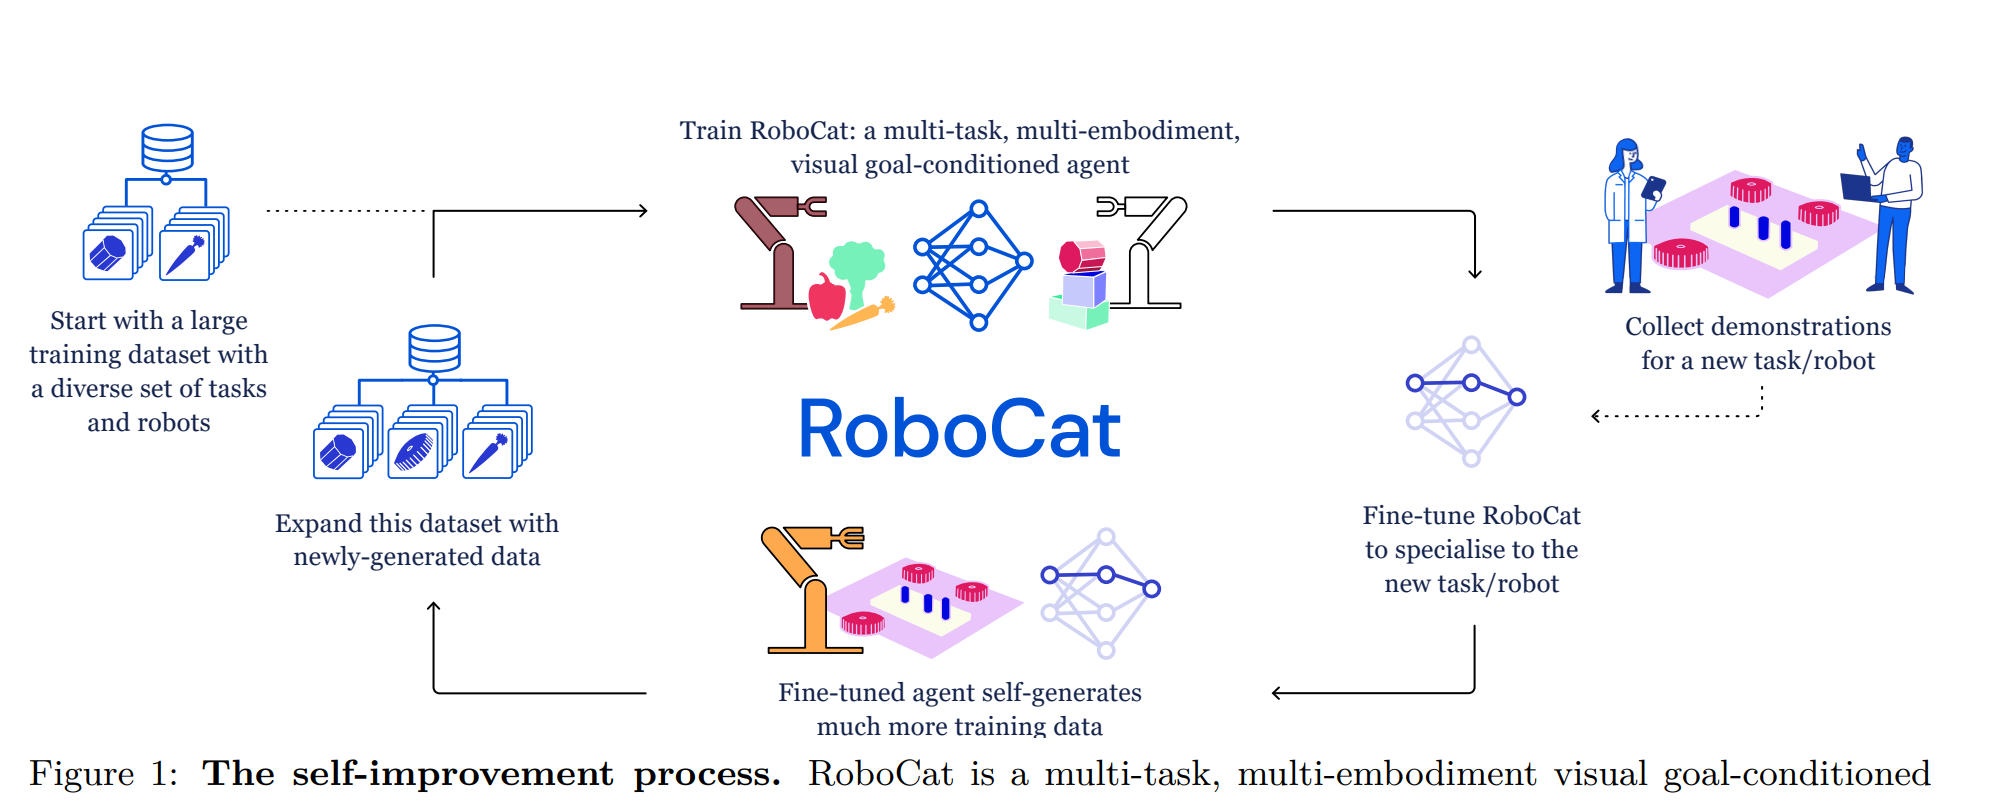 Train RoboCat: a multi-task, multi-embodiment,
visual goal-conditioned agent
Start with a large
training dataset with
a diverse set of tasks
and robots
Collect demonstrations
for a new task/robot
RoboCat
Expand this dataset with
newly-generated data
Fine-tune RoboCat
to specialise to the
new task/robot
Fine-tuned agent self-generates
much more training data
Figure 1: The self-improvement process. RoboCat is a multi-task, multi-embodiment visual goal-conditioned